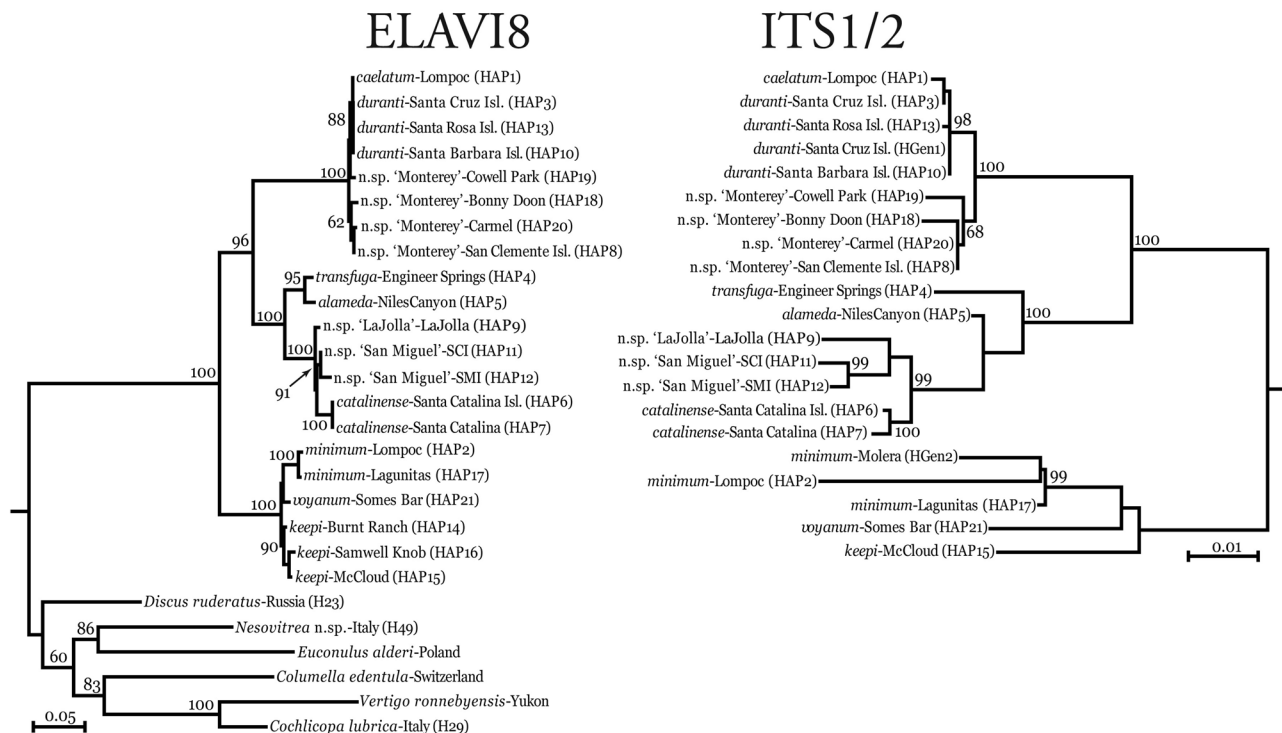 ELAVI8
caelatum-Lompoc (HAP1)
duranti-Santa Cruz Isl. (HAP3)
88
duranti-Santa Rosa Isl. (HAP13)
duranti-Santa Barbara Isl. (HAP10)
100
n.sp. ‘Monterey’-Cowell Park (HAP19)
n.sp. ‘Monterey’-Bonny Doon (HAP18)
62
n.sp. ‘Monterey’-Carmel (HAP20)
96
n.sp. ‘Monterey’-San Clemente Isl. (HAP8)
95
transfuga-Engineer Springs (HAP4)
alameda-NilesCanyon (HAP5)
100
n.sp. ‘LaJolla’-LaJolla (HAP9)
100
n.sp. ‘San Miguel’-SCI (HAP11)
100
n.sp. ‘San Miguel’-SMI (HAP12)
91
catalinense-Santa Catalina Isl. (HAP6)
100
catalinense-Santa Catalina (HAP7)
minimum-Lompoc (HAP2)
100
minimum-Lagunitas (HAP17)
voyanum-Somes Bar (HAP21)
100
keepi-Burnt Ranch (HAP14)
90
keepi-Samwell Knob (HAP16)
keepi-McCloud (HAP15)
Discus ruderatus-Russia (H23)
86
Nesovitrea n.sp.-Italy (H49)
60
Euconulus alderi-Poland
83
Columella edentula-Switzerland
100
Vertigo ronnebyensis-Yukon
0.05
Cochlicopa lubrica-Italy (H29)
ITS1/2
caelatum-Lompoc (HAP1)
duranti-Santa Cruz Isl. (HAP3)
98
duranti-Santa Rosa Isl. (HAP13)
duranti-Santa Cruz Isl. (HGen1)
100
duranti-Santa Barbara Isl. (HAP10)
n.sp. ‘Monterey’-Cowell Park (HAP19)
n.sp. ‘Monterey’-Bonny Doon (HAP18)
68
n.sp. ‘Monterey’-Carmel (HAP20)
100
n.sp. ‘Monterey’-San Clemente Isl. (HAP8)
transfuga-Engineer Springs (HAP4)
100
alameda-NilesCanyon (HAP5)
n.sp. ‘LaJolla’-LaJolla (HAP9)
n.sp. ‘San Miguel’-SCI (HAP11)
99
99
n.sp. ‘San Miguel’-SMI (HAP12)
catalinense-Santa Catalina Isl. (HAP6)
catalinense-Santa Catalina (HAP7)
100
minimum-Molera (HGen2)
99
minimum-Lompoc (HAP2)
minimum-Lagunitas (HAP17)
voyanum-Somes Bar (HAP21)
keepi-McCloud (HAP15)
0.01